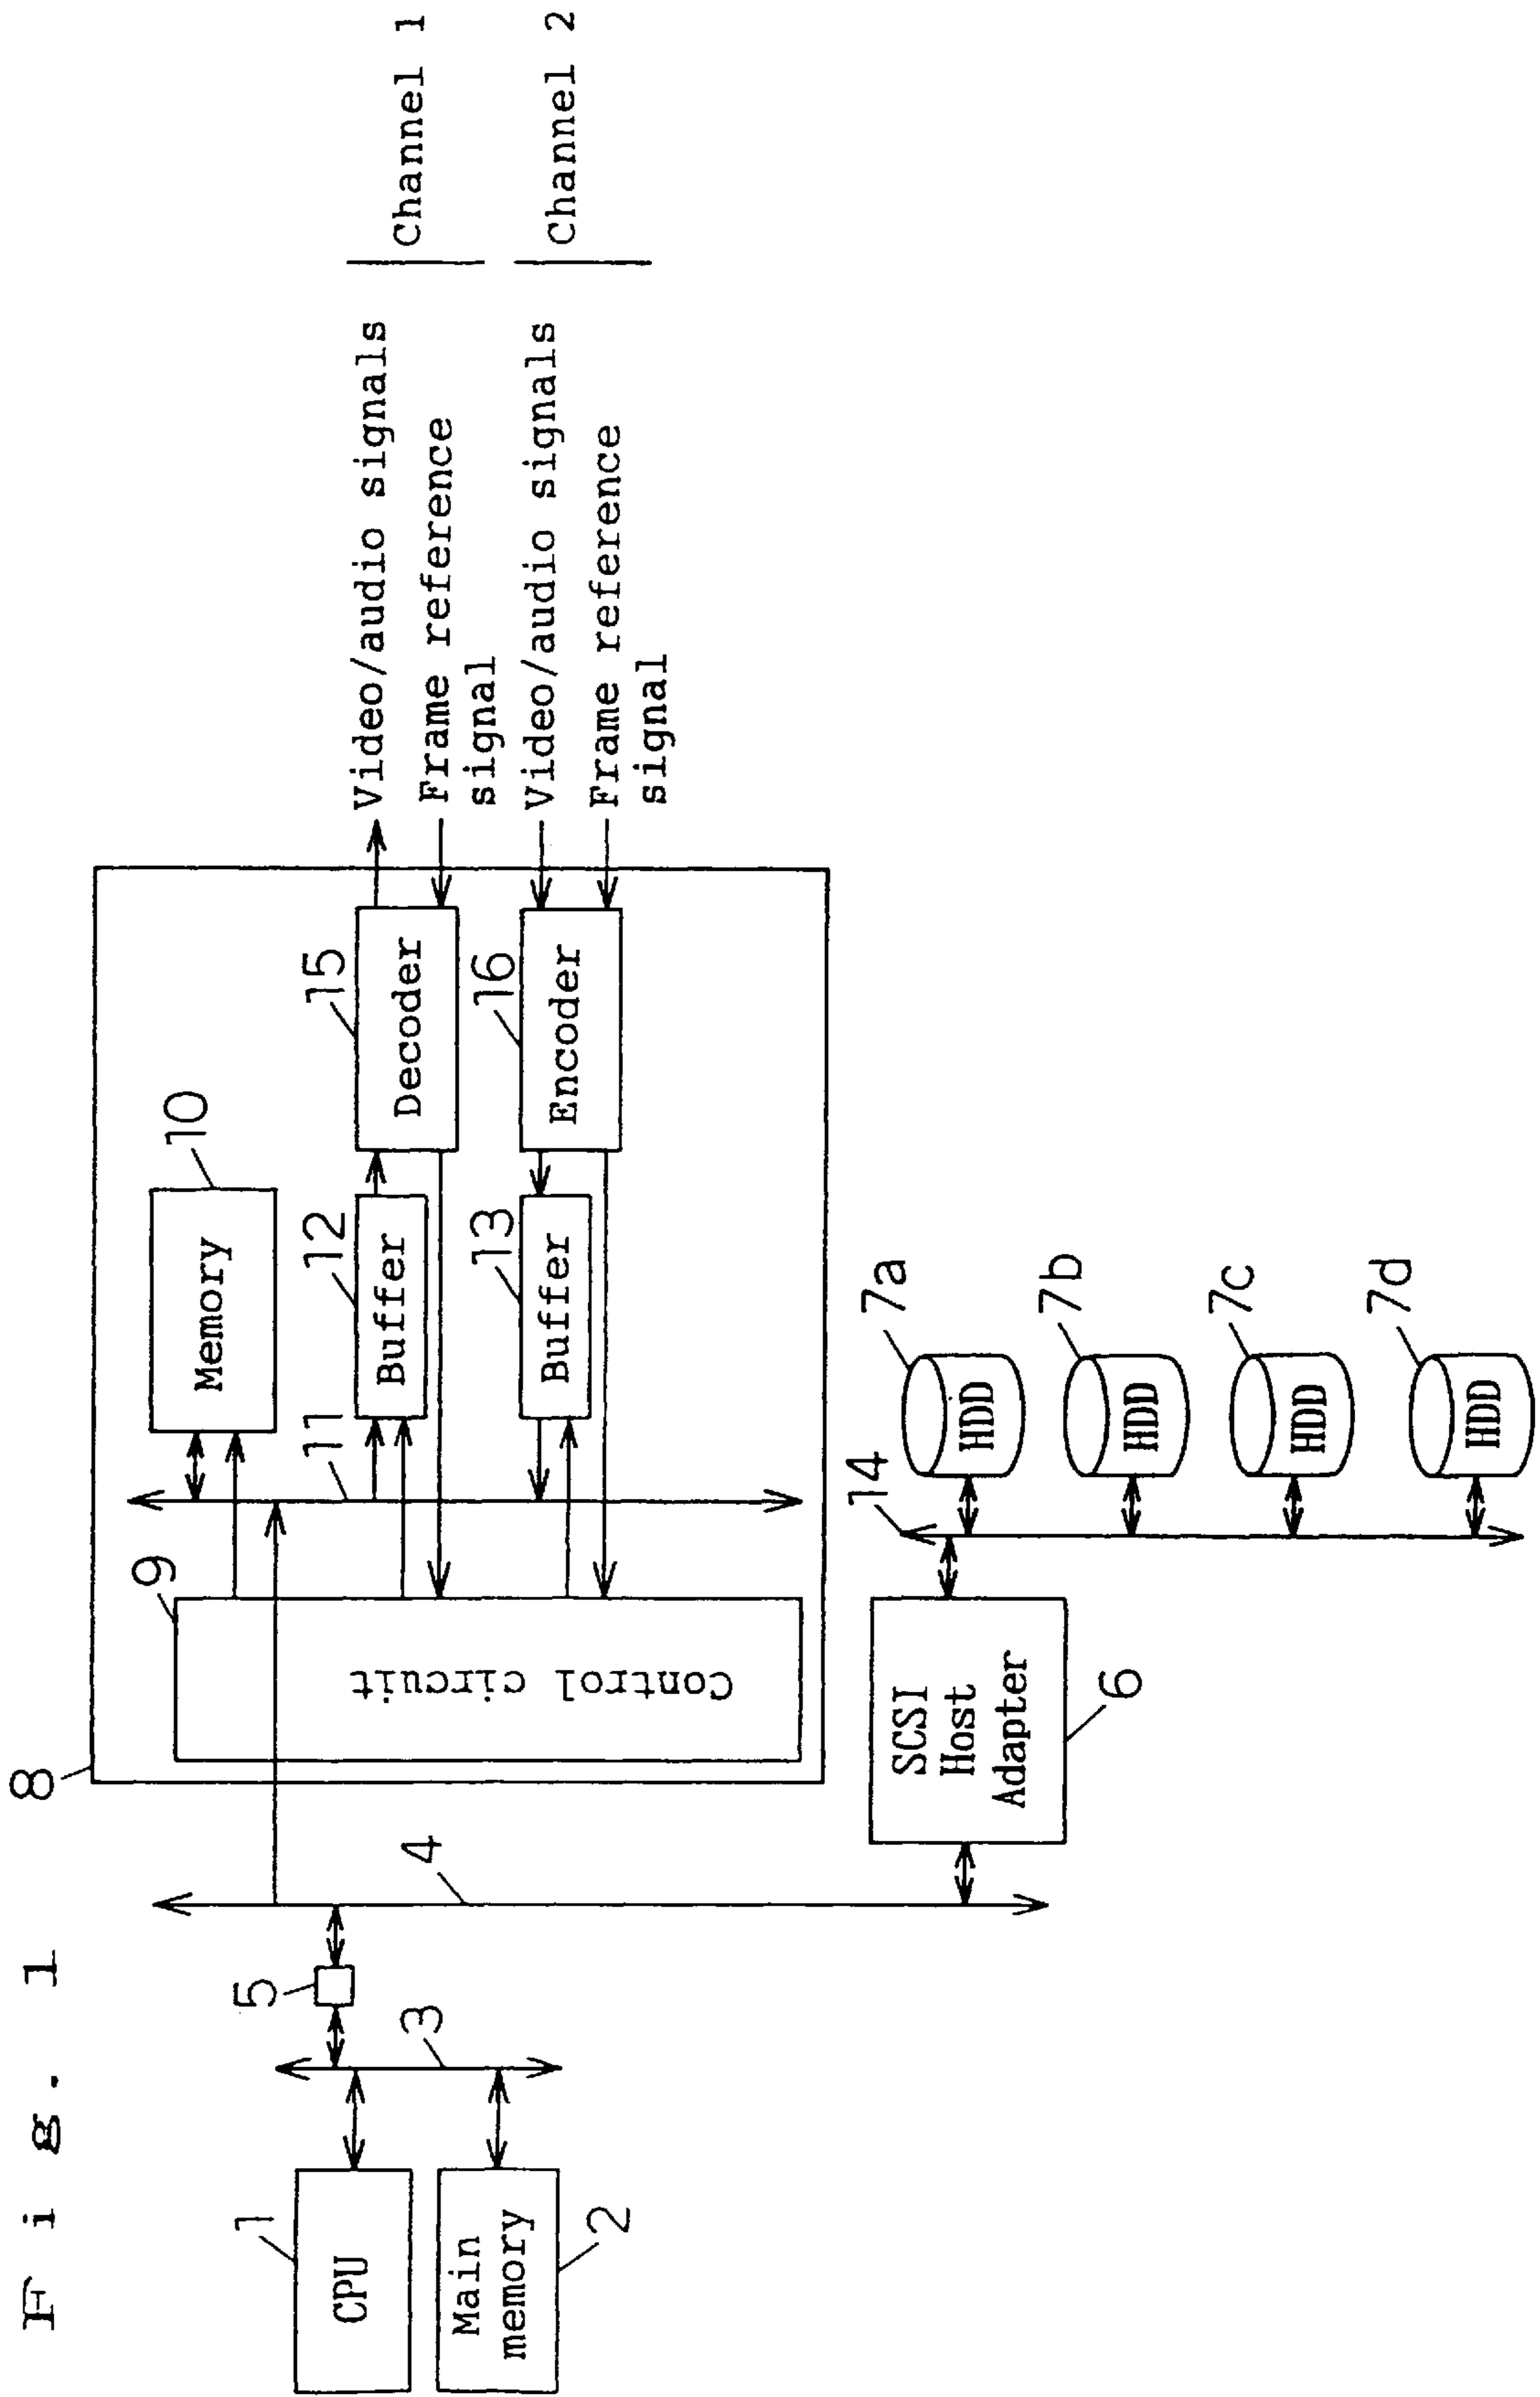 Fig. 1
8
9
10
Memory
11
12
Buffer
15
Decoder
Video/audio signals
Frame reference
signal
Channel 1
13
Buffer
16
Encoder
Video/audio signals
Frame reference
signal
Channel 2
Control circuit
1
CPU
Main
memory
2
3
5
4
SCSI
Host
Adapter
6
14
HDD
7a
HDD
7b
HDD
7c
HDD
7d